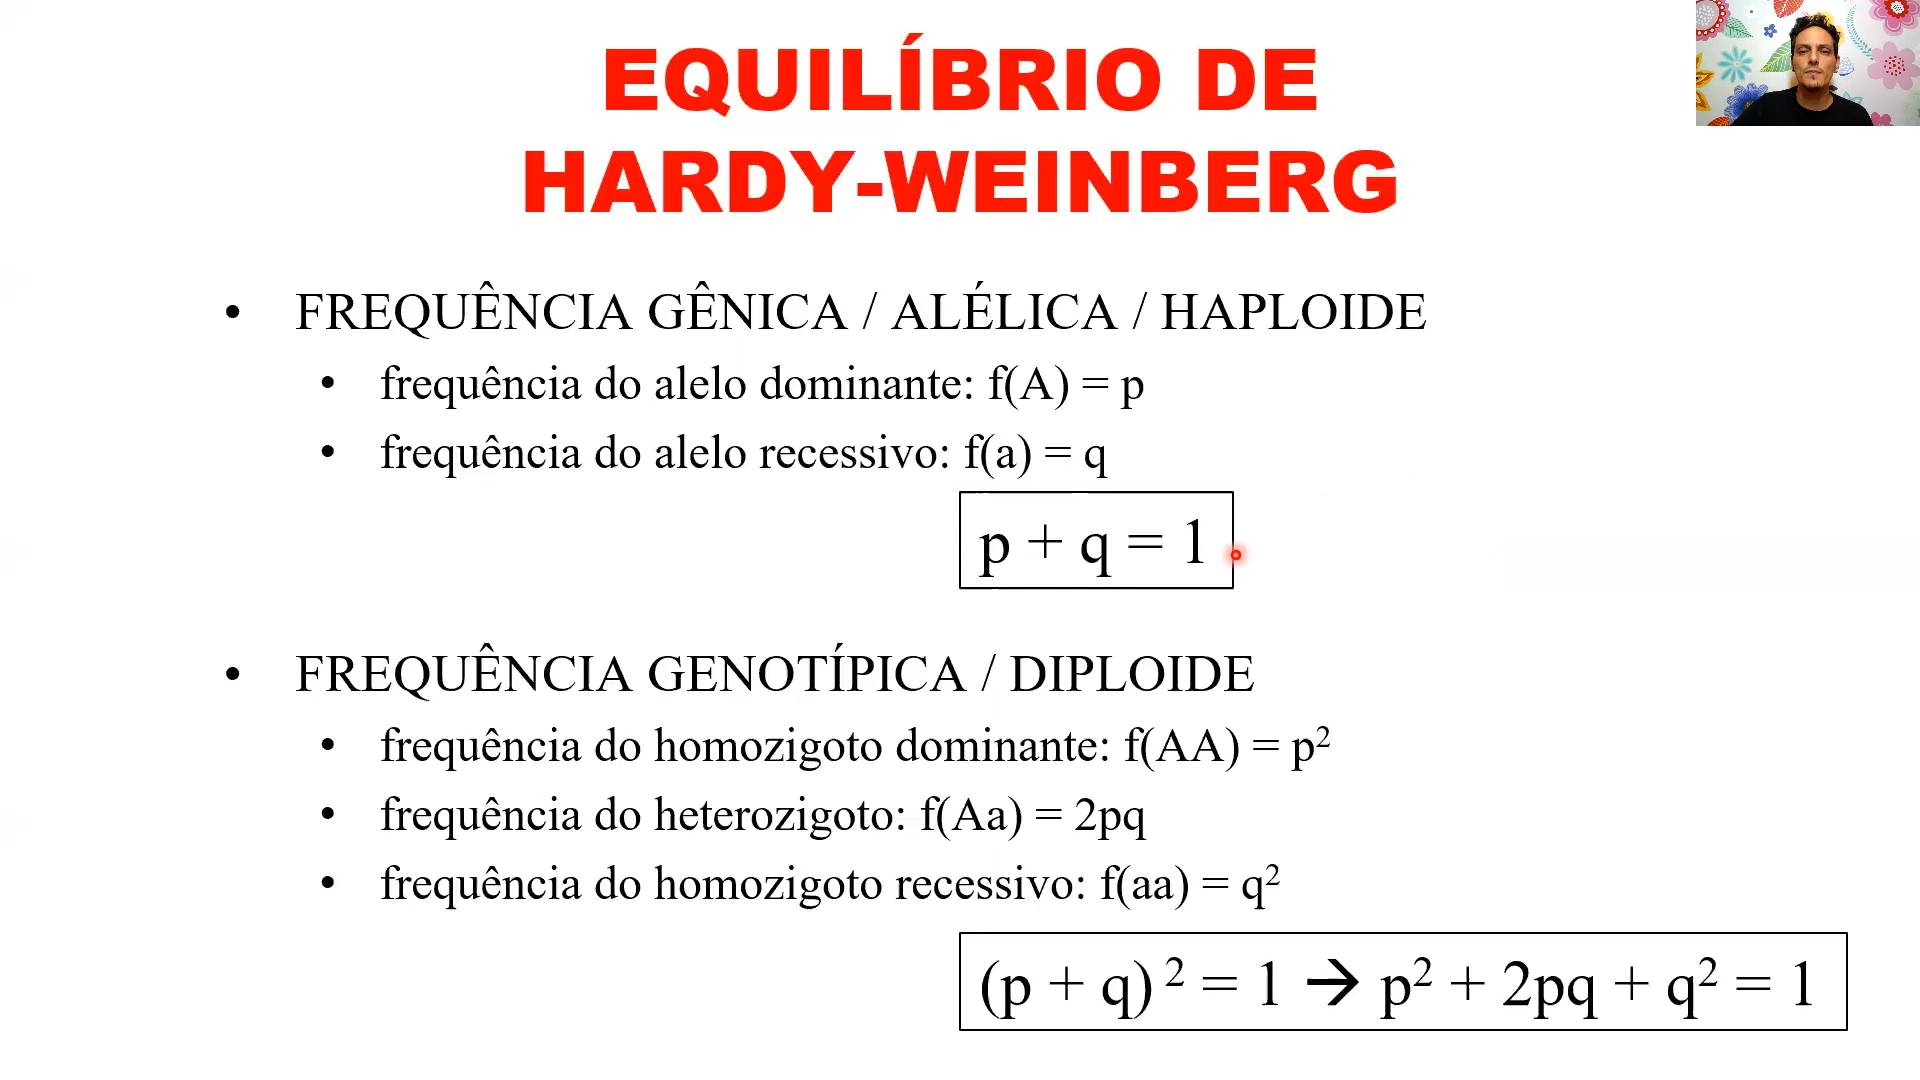 EQUILÍBRIO DE
HARDY-WEINBERG
• FREQUÊNCIA GÊNICA / ALÉLICA / HAPLOIDE
• frequência do alelo dominante: f(A) = p
• frequência do alelo recessivo: f(a) = q
p + q = 1
• FREQUÊNCIA GENOTÍPICA / DIPLOIDE
• frequência do homozigoto dominante: f(AA) = p²
• frequência do heterozigoto: f(Aa) = 2pq
• frequência do homozigoto recessivo: f(aa) = q²
(p + q) ² = 1 → p² + 2pq + q² = 1